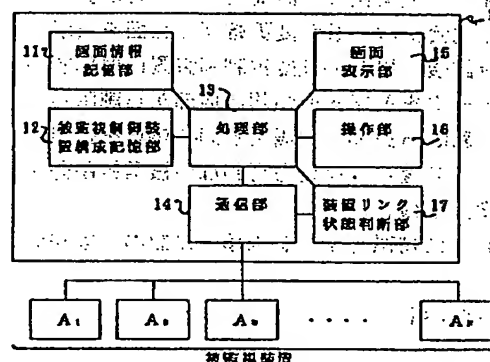 11
画面情報
記憶部
画面
表示部
15
13
12
被監視制御装
置構成記憶部
処理部
操作部
16
14
通信部
装置リンク
状態判断部
17
A₁
A₂
A₃
・・・・
被監視装置